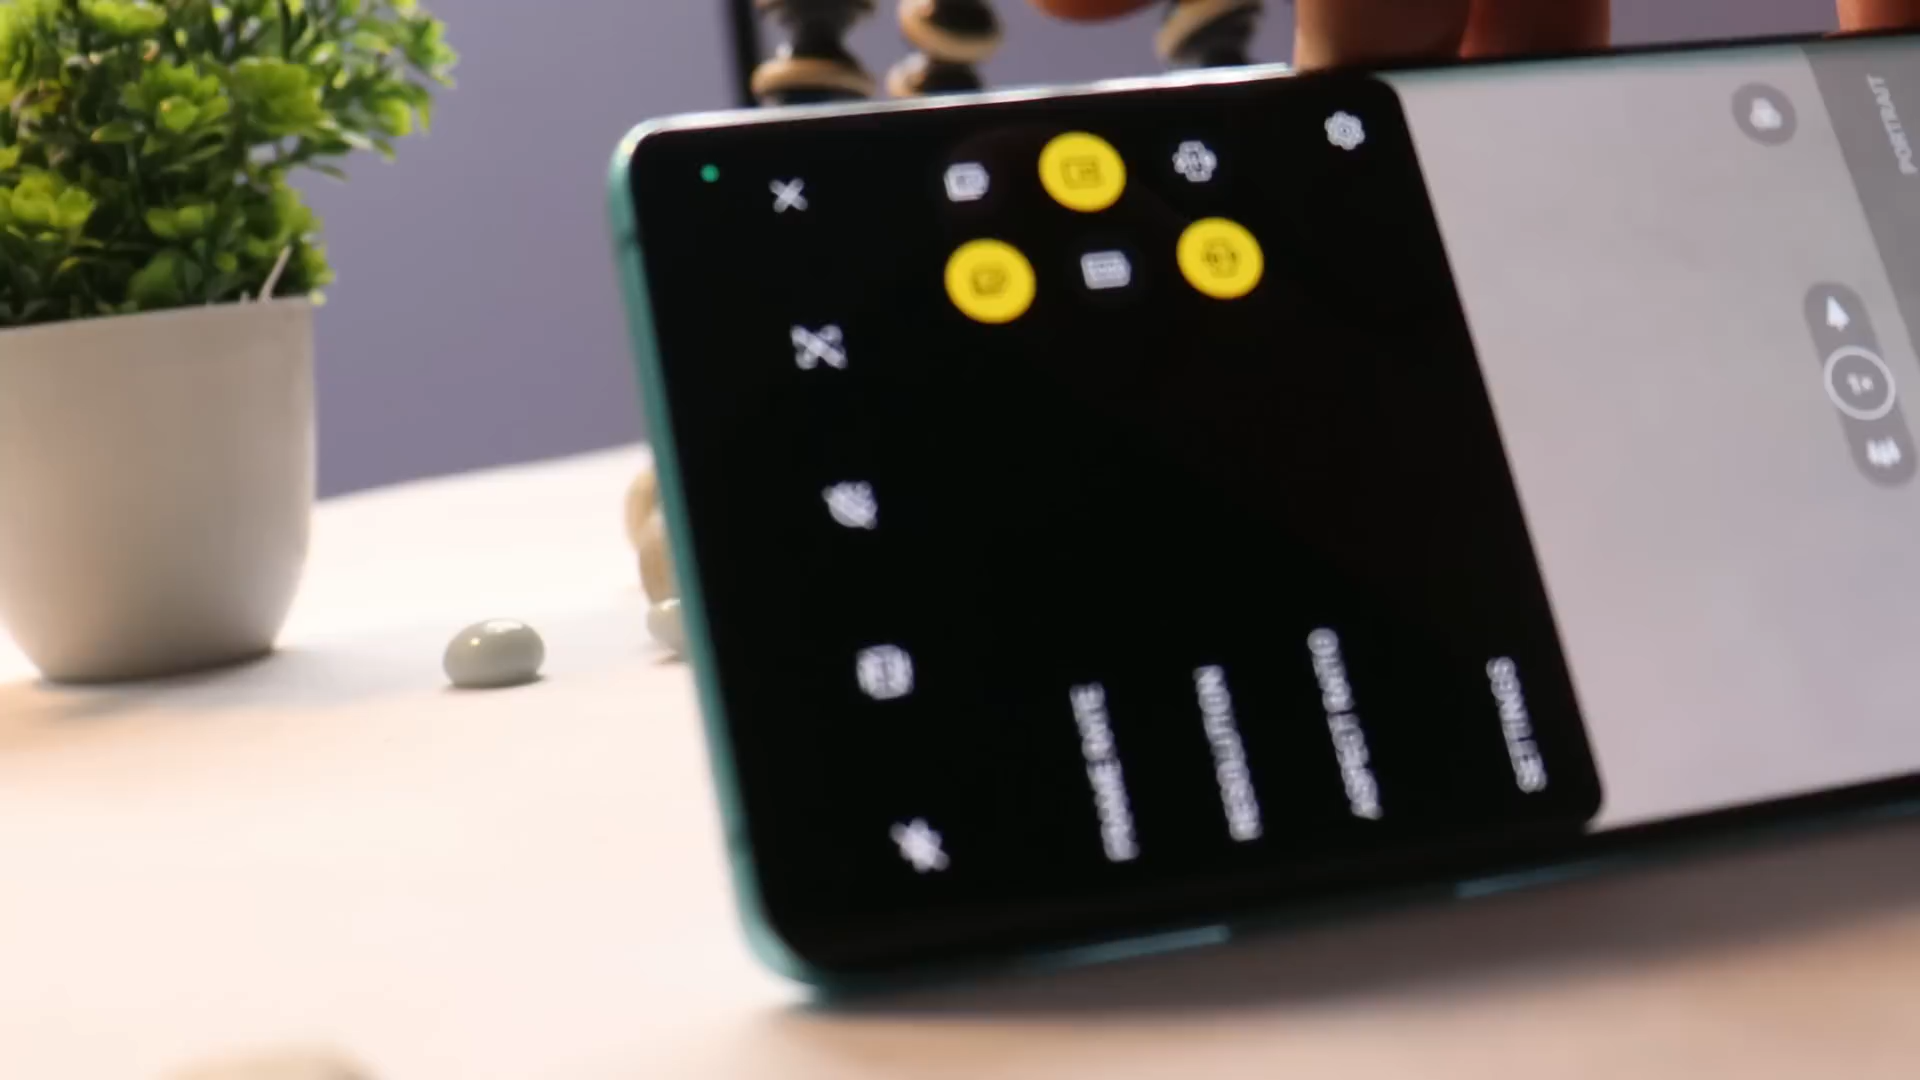 FRAME RATE
RESOLUTION
ASPECT RATIO
SETTINGS
PORTRAIT